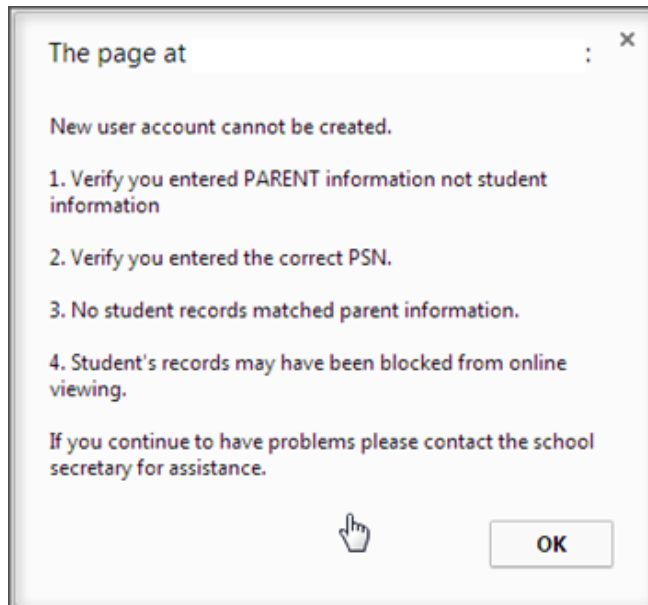 The page at :
×
New user account cannot be created.
1. Verify you entered PARENT information not student
information
2. Verify you entered the correct PSN.
3. No student records matched parent information.
4. Student's records may have been blocked from online
viewing.
If you continue to have problems please contact the school
secretary for assistance.
OK